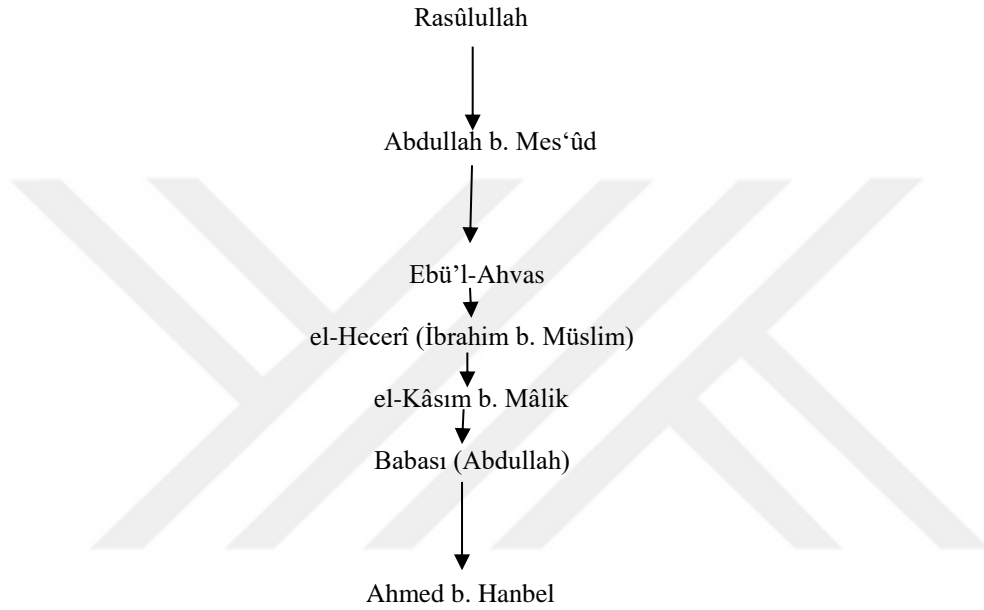 Rasûlullah
Abdullah b. Mes‘ûd
Ebü’l-Ahvas
el-Hecerî (İbrahim b. Müslim)
el-Kâsım b. Mâlik
Babası (Abdullah)
Ahmed b. Hanbel